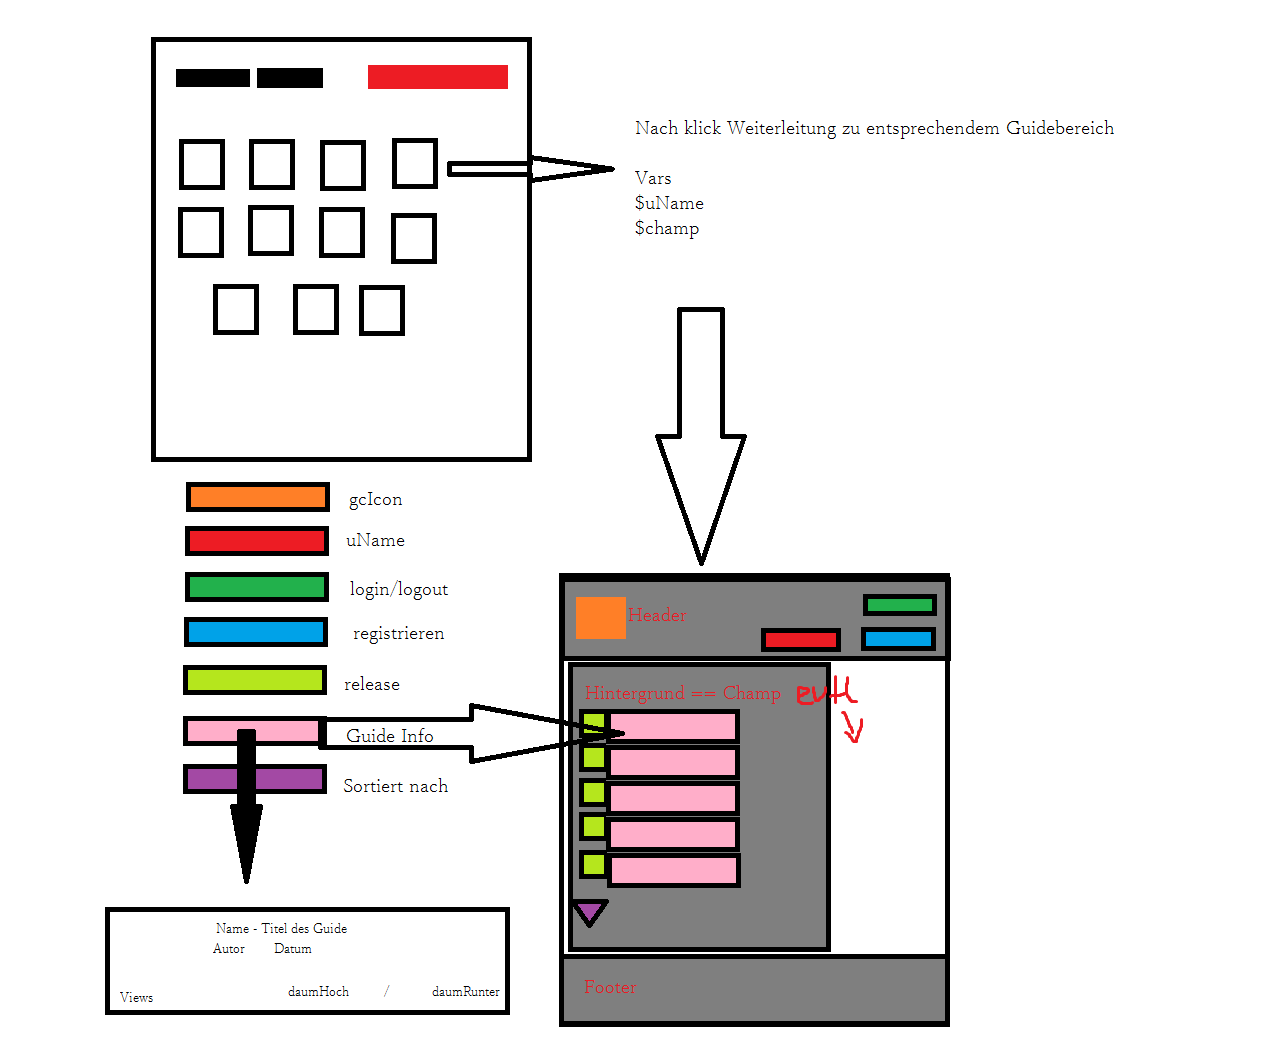 Nach klick Weiterleitung zu entsprechendem Guidebereich
Vars
$uName
$champ
gcIcon
uName
login/logout
registrieren
release
Guide Info
Sortiert nach
Name - Titel des Guide
Autor Datum
Views daumHoch / daumRunter
Header
Hintergrund == Champ
Footer